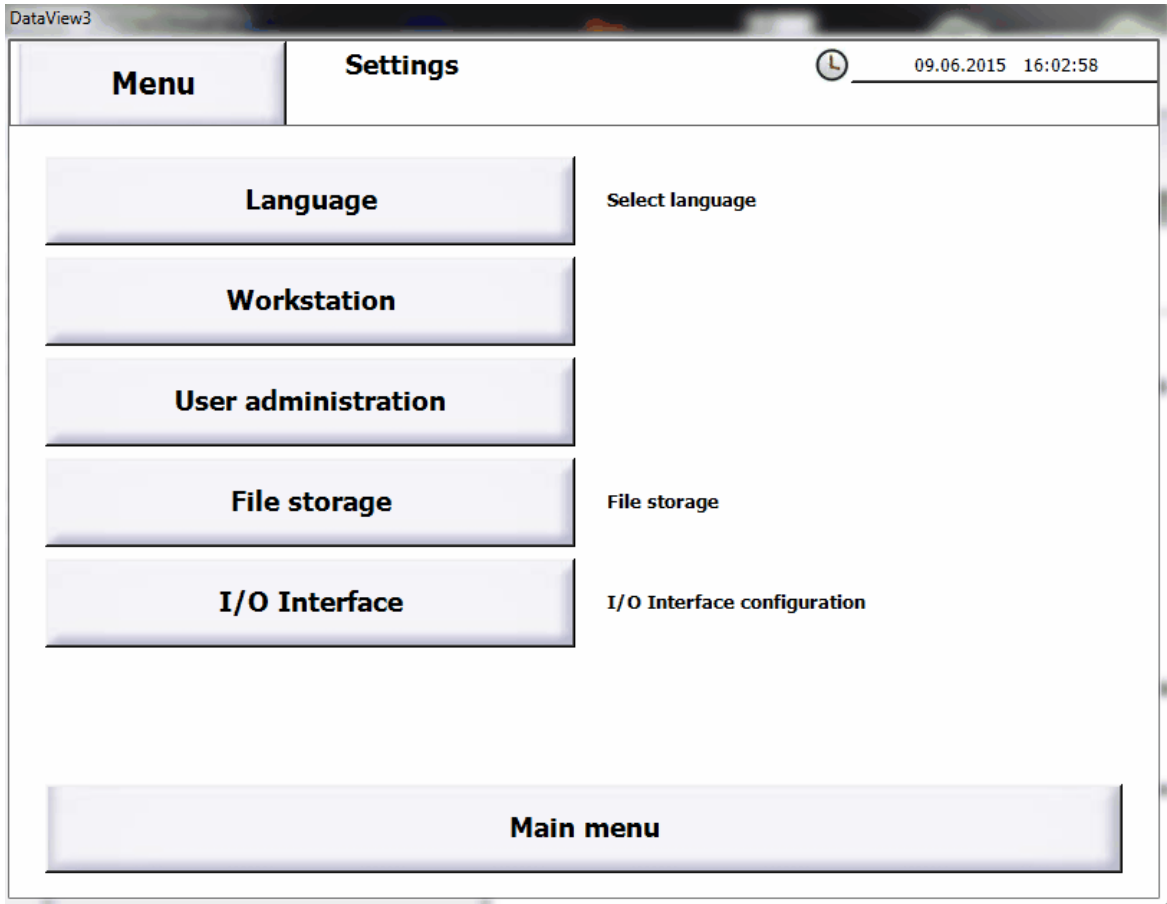 DataView3
Menu
Settings
09.06.2015 16:02:58
Language
Select language
Workstation
User administration
File storage
File storage
I/O Interface
I/O Interface configuration
Main menu